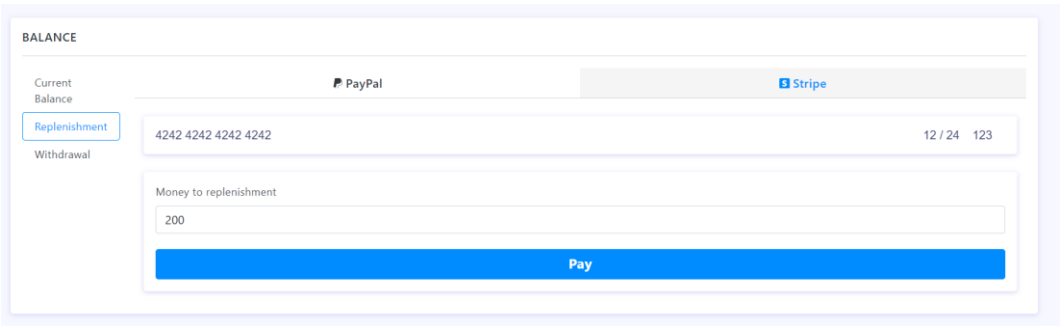 BALANCE
Current
Balance
Replenishment
Withdrawal
PayPal
Stripe
4242 4242 4242 4242 12 / 24 123
Money to replenishment
200
Pay